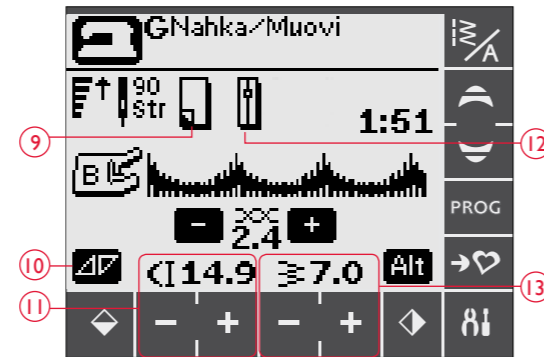 GNahka/Muovi
A
90
Str
1:51
9
12
B
PROG
- 2.4 +
10
14.9
7.0
Alt
11
13
- +
- +